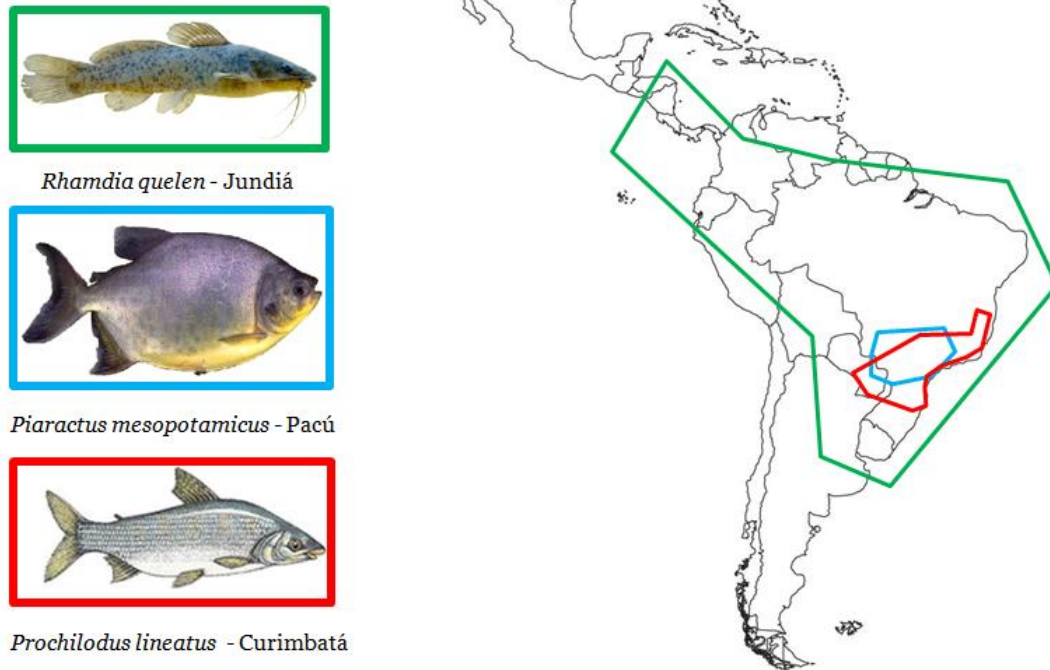 Rhamdia quelen - Jundiá
Piaractus mesopotamicus - Pacú
Prochilodus lineatus - Curimbatá